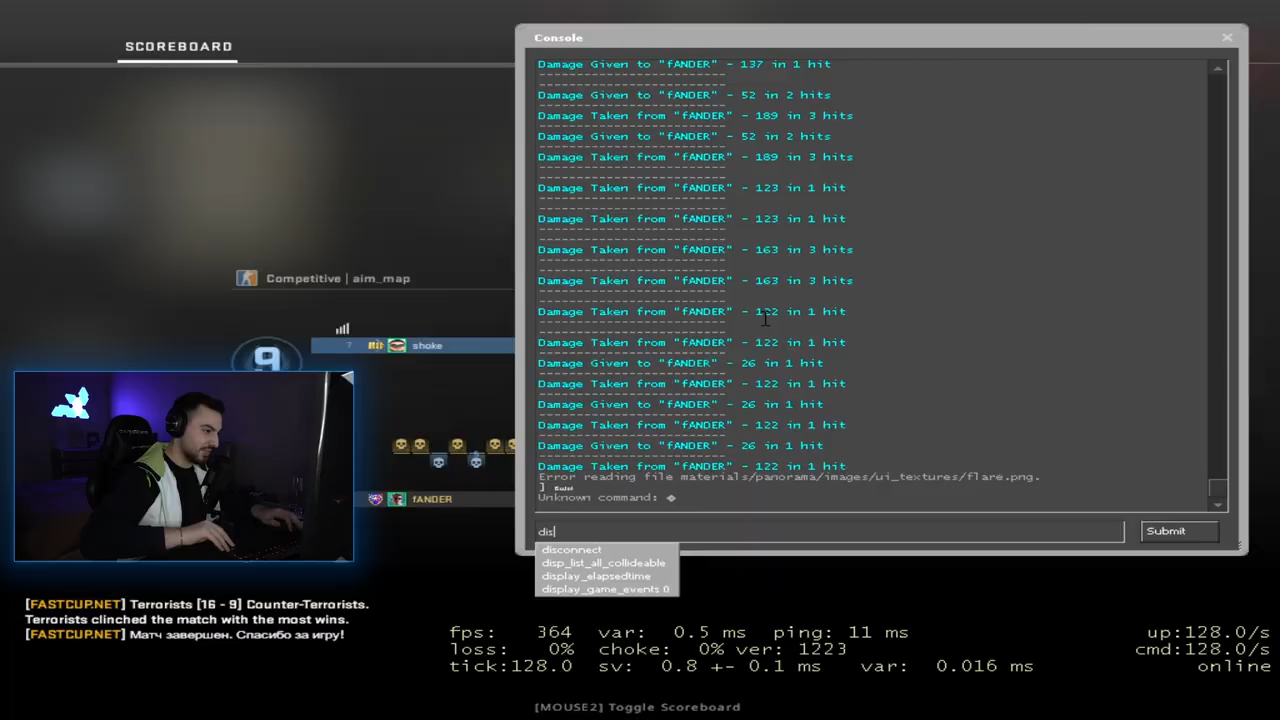 SCOREBOARD
Console
Damage Given to "fANDER" - 137 in 1 hit
-------------------------
-------------------------
Damage Given to "fANDER" - 52 in 2 hits
-------------------------
Damage Taken from "fANDER" - 189 in 3 hits
-------------------------
Damage Given to "fANDER" - 52 in 2 hits
-------------------------
Damage Taken from "fANDER" - 189 in 3 hits
-------------------------
-------------------------
Damage Taken from "fANDER" - 123 in 1 hit
-------------------------
-------------------------
Damage Taken from "fANDER" - 123 in 1 hit
-------------------------
-------------------------
Damage Taken from "fANDER" - 163 in 3 hits
-------------------------
-------------------------
Damage Taken from "fANDER" - 163 in 3 hits
-------------------------
-------------------------
Damage Taken from "fANDER" - 122 in 1 hit
-------------------------
-------------------------
Damage Taken from "fANDER" - 122 in 1 hit
-------------------------
Damage Given to "fANDER" - 26 in 1 hit
-------------------------
Damage Taken from "fANDER" - 122 in 1 hit
-------------------------
Damage Given to "fANDER" - 26 in 1 hit
-------------------------
Damage Taken from "fANDER" - 122 in 1 hit
-------------------------
Damage Given to "fANDER" - 26 in 1 hit
-------------------------
Damage Taken from "fANDER" - 122 in 1 hit
Error reading file materials/panorama/images/ui_textures/flare.png.
]
Unknown command: �
dis
Submit
disconnect
disp_list_all_collideable
display_elapsedtime
display_game_events 0
Competitive | aim_map
9
7 shoke
fANDER
[FASTCUP.NET] Terrorists [16 - 9] Counter-Terrorists.
Terrorists clinched the match with the most wins.
[FASTCUP.NET] Матч завершен. Спасибо за игру!
fps: 364 var: 0.5 ms ping: 11 ms up:128.0/s
loss: 0% choke: 0% ver: 1223 cmd:128.0/s
tick:128.0 sv: 0.8 +- 0.1 ms var: 0.016 ms online
[MOUSE2] Toggle Scoreboard